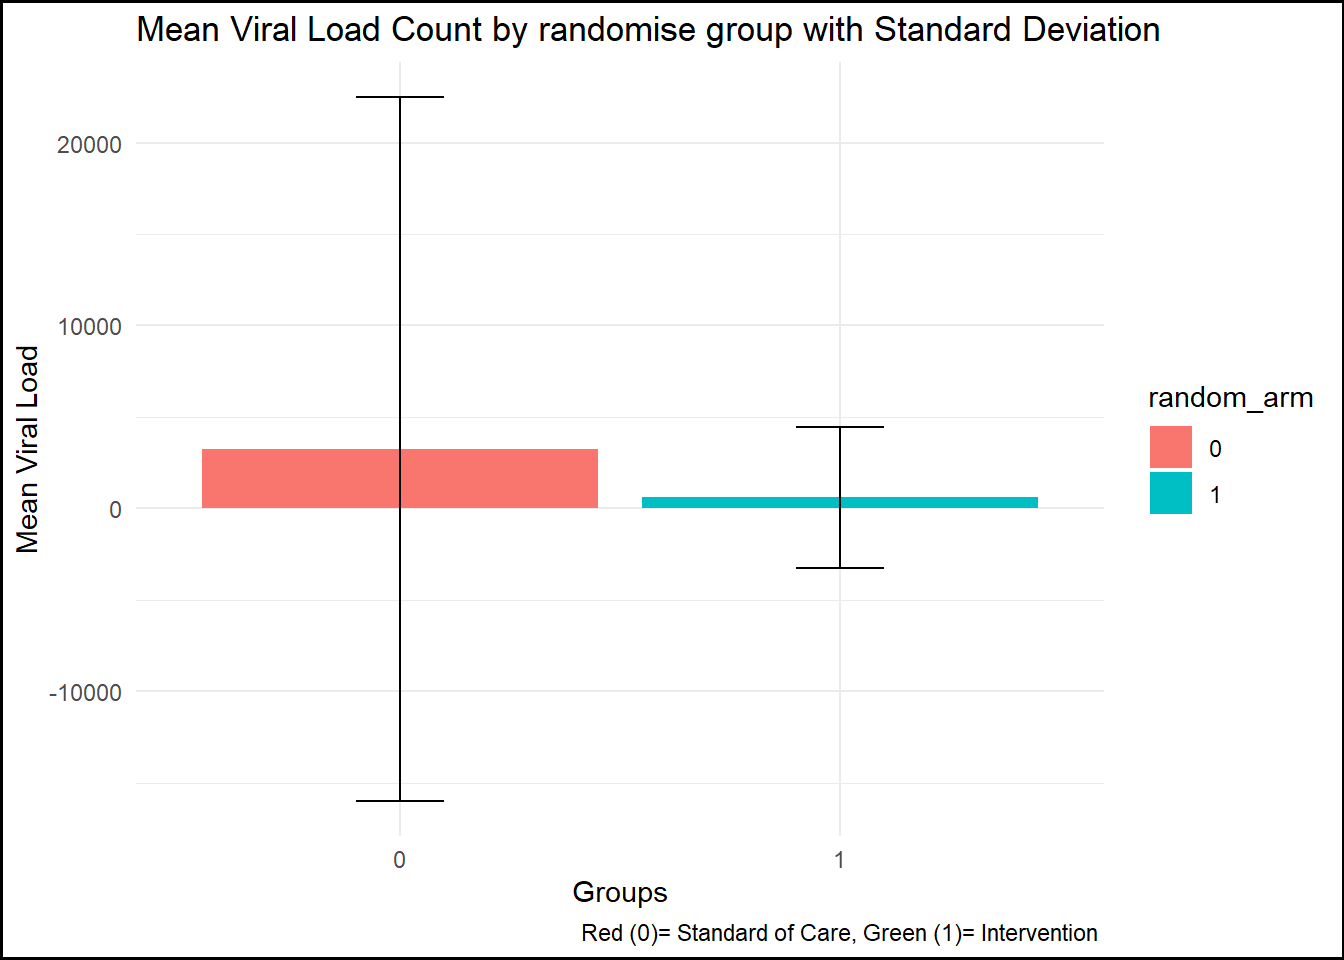 Mean Viral Load Count by randomise group with Standard Deviation
Mean Viral Load
20000
10000
0
-10000
0
1
Groups
random_arm
0
1
Red (0)= Standard of Care, Green (1)= Intervention